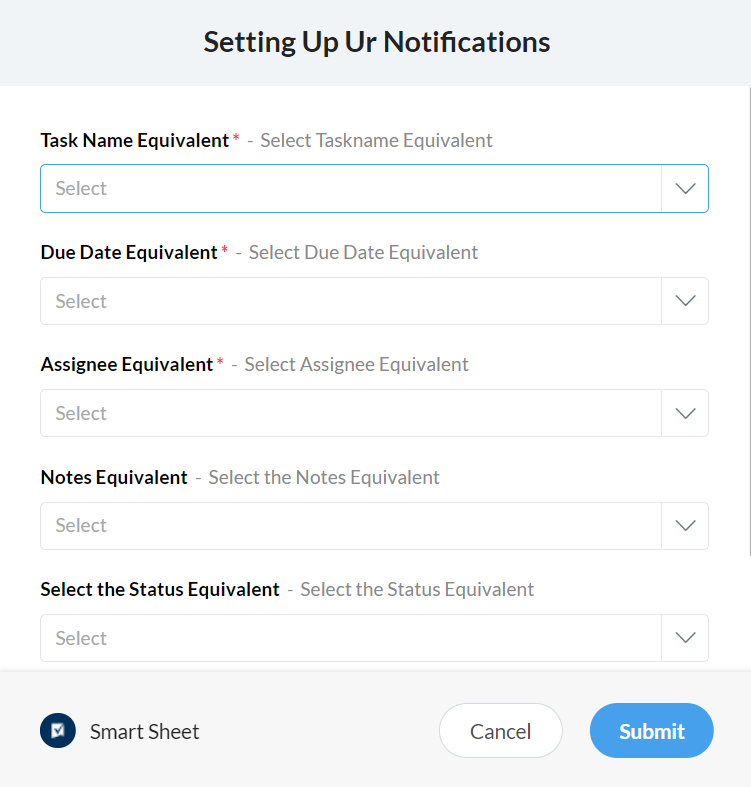 Setting Up Ur Notifications
Task Name Equivalent * - Select Taskname Equivalent
Select
Due Date Equivalent * - Select Due Date Equivalent
Select
Assignee Equivalent * - Select Assignee Equivalent
Select
Notes Equivalent - Select the Notes Equivalent
Select
Select the Status Equivalent - Select the Status Equivalent
Select
Smart Sheet Cancel Submit